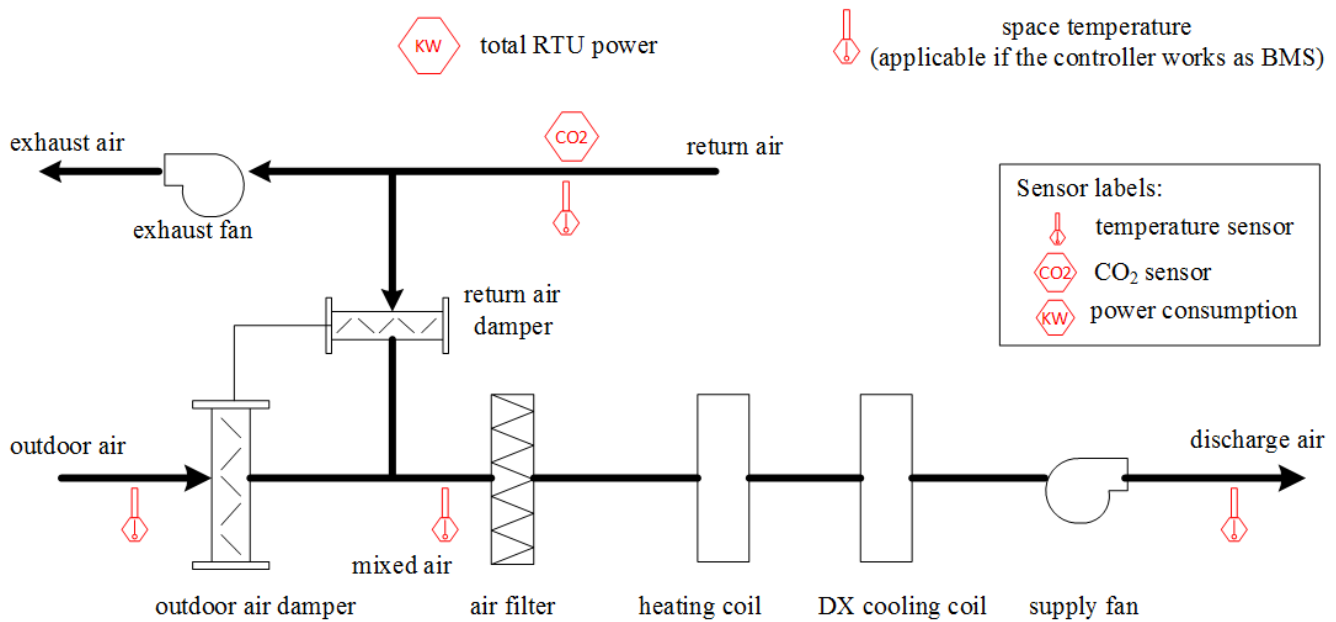 KW
total RTU power
space temperature
(applicable if the controller works as BMS)
exhaust air
CO2
return air
exhaust fan
Sensor labels:
temperature sensor
CO2
CO₂ sensor
KW
power consumption
return air
damper
outdoor air
discharge air
mixed air
outdoor air damper
air filter
heating coil
DX cooling coil
supply fan